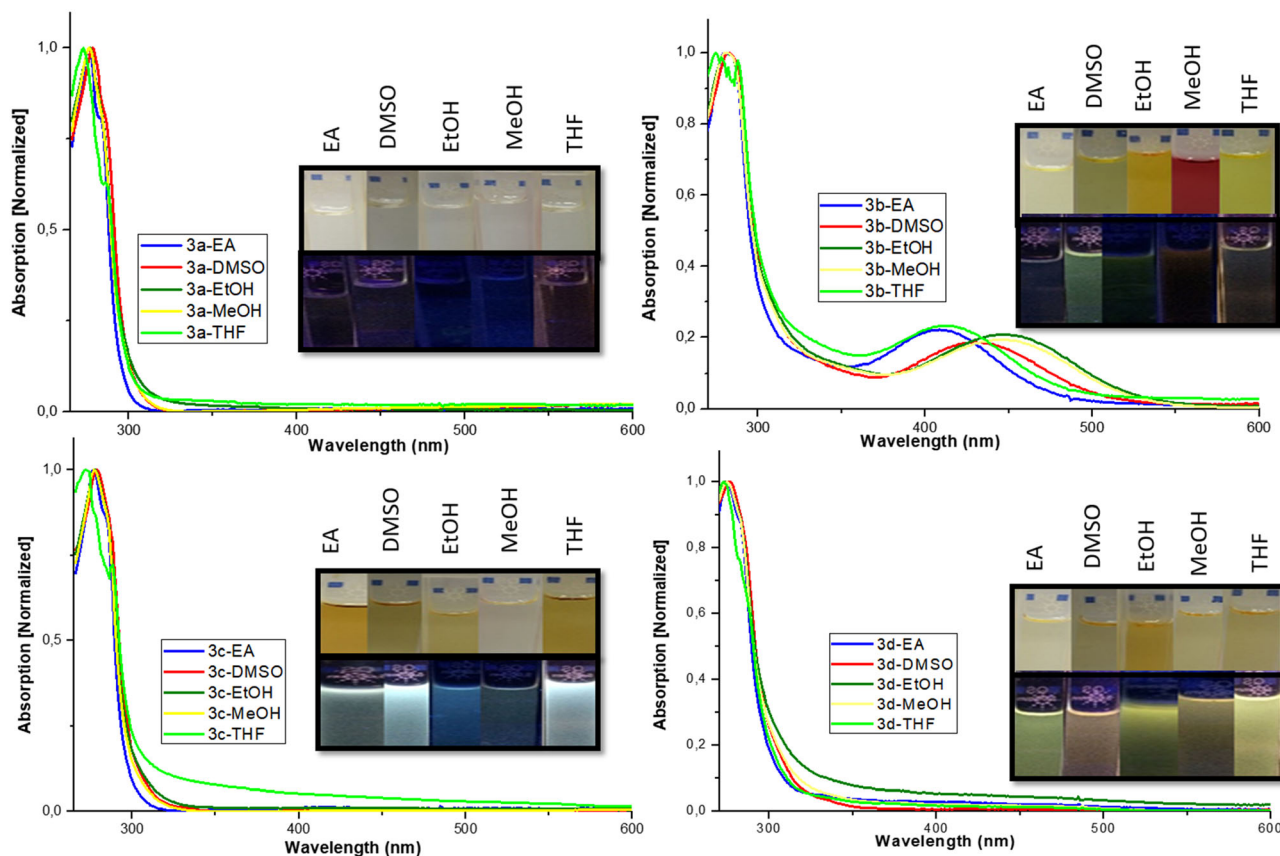 Absorption [Normalized]
1,0
0,5
0,0
300
400
500
600
Wavelength (nm)
3a-EA
3a-DMSO
3a-EtOH
3a-MeOH
3a-THF
EA
DMSO
EtOH
MeOH
THF
Absorption [Normalized]
1,0
0,8
0,6
0,4
0,2
0,0
300
400
500
600
Wavelength (nm)
3b-EA
3b-DMSO
3b-EtOH
3b-MeOH
3b-THF
EA
DMSO
EtOH
MeOH
THF
Absorption [Normalized]
1,0
0,5
0,0
300
400
500
600
Wavelength (nm)
3c-EA
3c-DMSO
3c-EtOH
3c-MeOH
3c-THF
EA
DMSO
EtOH
MeOH
THF
Absorption [Normalized]
1,0
0,8
0,6
0,4
0,2
0,0
300
400
500
600
Wavelength (nm)
3d-EA
3d-DMSO
3d-EtOH
3d-MeOH
3d-THF
EA
DMSO
EtOH
MeOH
THF